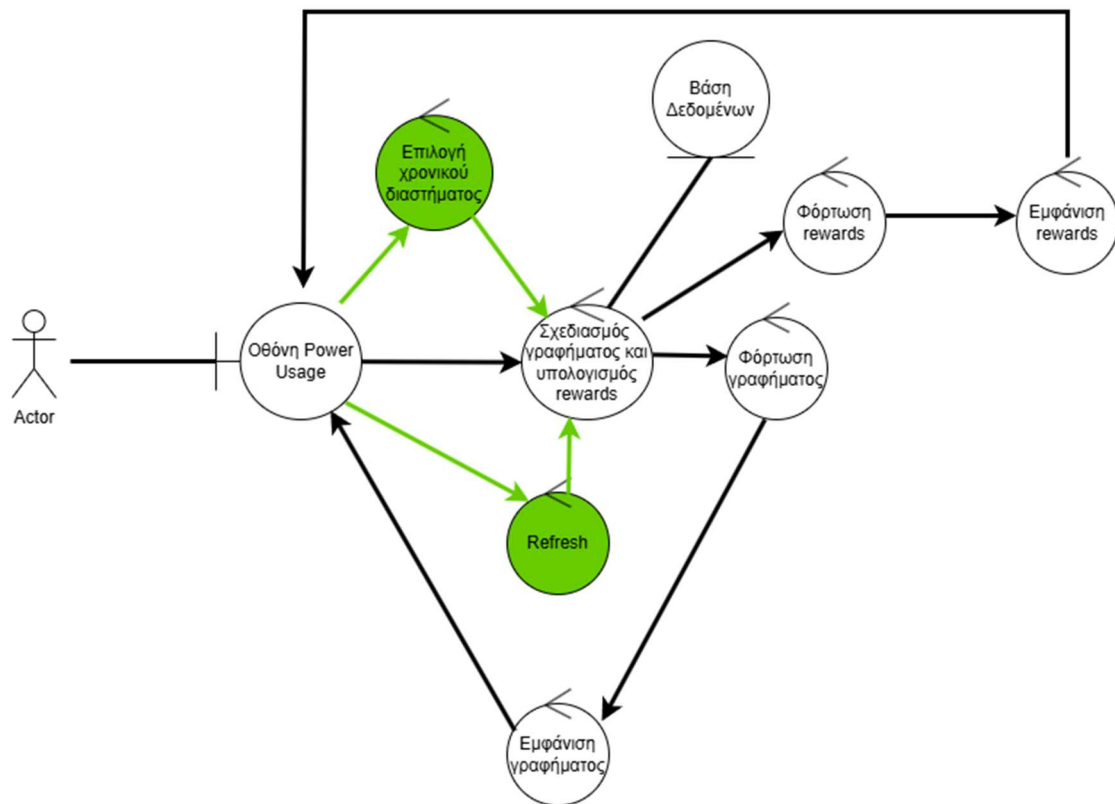 Βάση
Δεδομένων
Επιλογή
χρονικού
διαστήματος
Φόρτωση
rewards
Εμφάνιση
rewards
Οθόνη Power
Usage
Σχεδιασμός
γραφήματος και
υπολογισμός
rewards
Φόρτωση
γραφήματος
Actor
Refresh
Εμφάνιση
γραφήματος